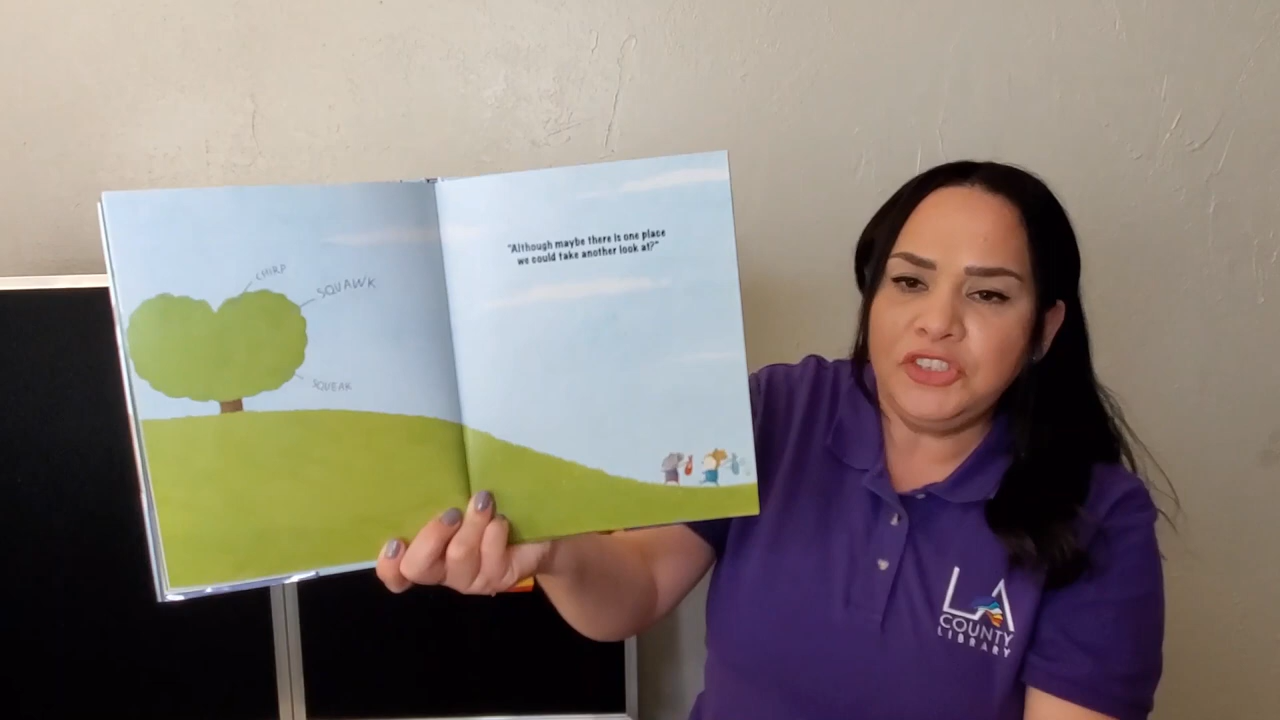 CHIRP
SQUAWK
SQUEAK
"Although maybe there is one place
we could take another look at?"
LA
COUNTY
LIBRARY